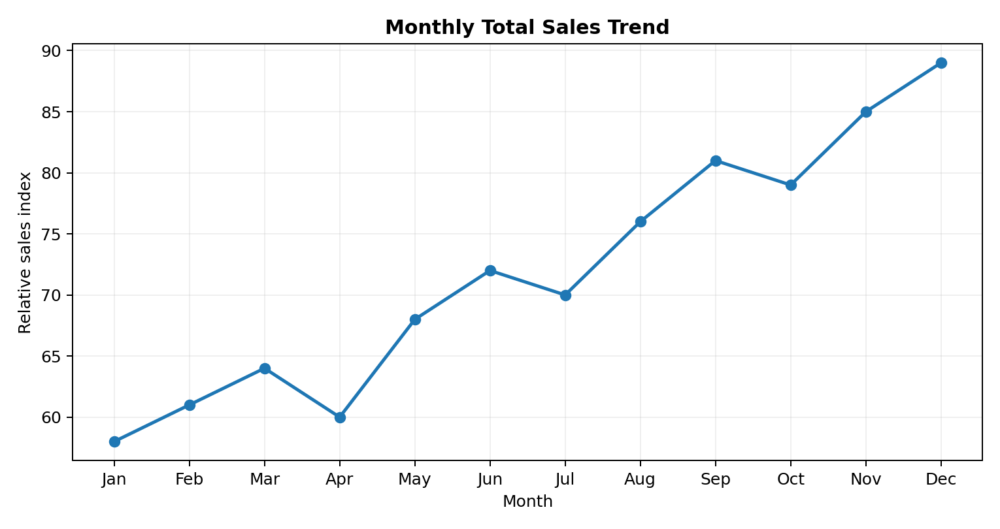 Monthly Total Sales Trend
90
85
80
75
70
65
60
Relative sales index
Jan Feb Mar Apr May Jun Jul Aug Sep Oct Nov Dec
Month